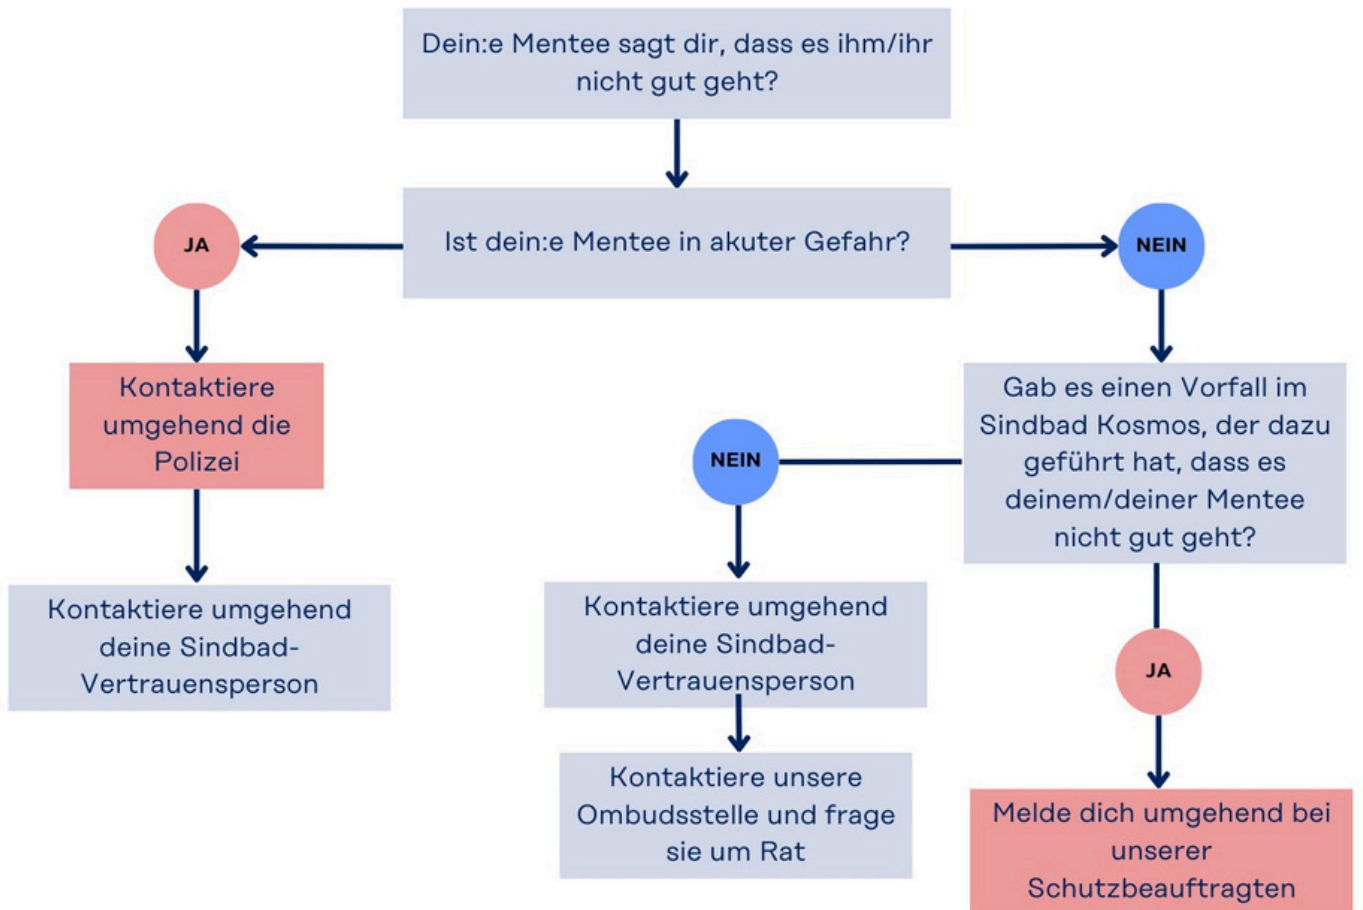 Dein:e Mentee sagt dir, dass es ihm/ihr
nicht gut geht?
Ist dein:e Mentee in akuter Gefahr?
JA
NEIN
Kontaktiere
umgehend die
Polizei
Kontaktiere umgehend
deine Sindbad-
Vertrauensperson
Gab es einen Vorfall im
Sindbad Kosmos, der dazu
geführt hat, dass es
deinem/deiner Mentee
nicht gut geht?
NEIN
Kontaktiere umgehend
deine Sindbad-
Vertrauensperson
Kontaktiere unsere
Ombudsstelle und frage
sie um Rat
JA
Melde dich umgehend bei
unserer
Schutzbeauftragten